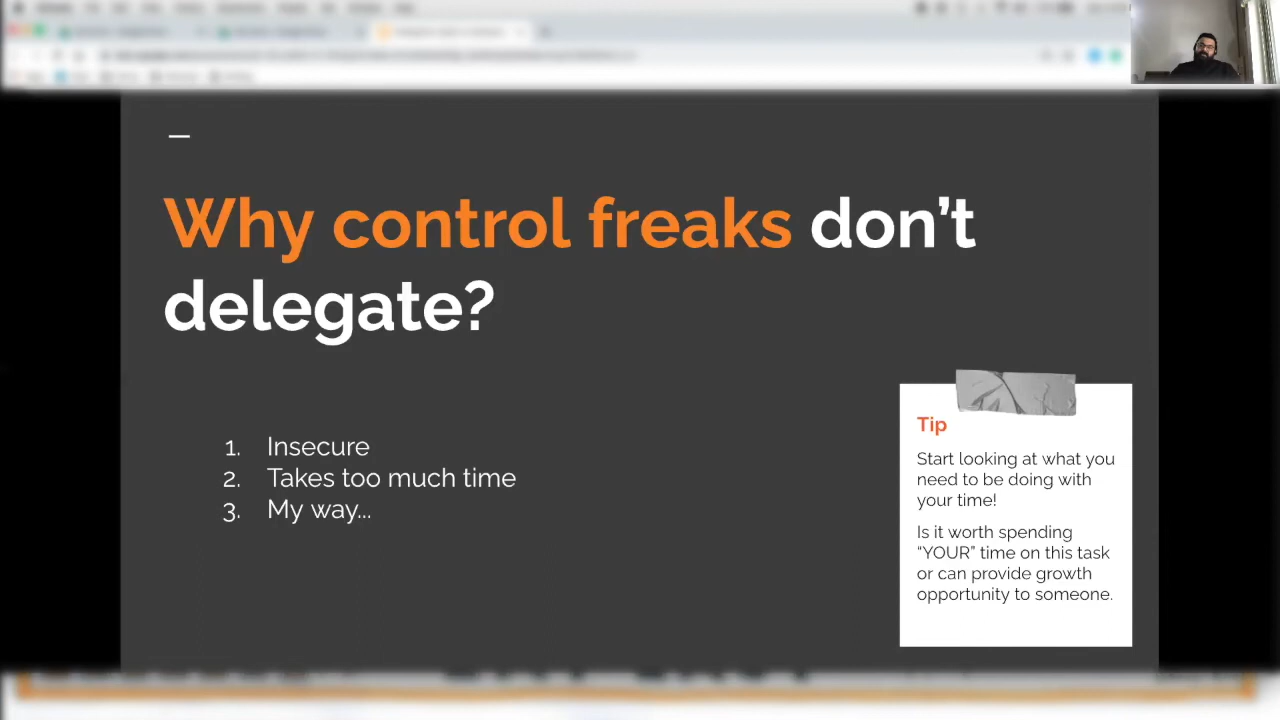 Why control freaks don’t
delegate?
1. Insecure
2. Takes too much time
3. My way...
Tip
Start looking at what you
need to be doing with
your time!
Is it worth spending
“YOUR” time on this task
or can provide growth
opportunity to someone.